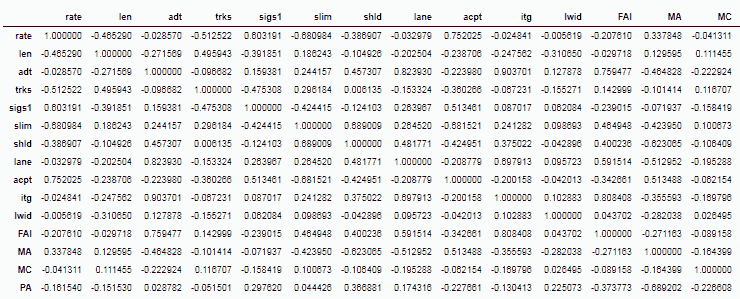 rate len adt trks sigs1 slim shld lane acpt itg lwid FAI MA MC
rate 1.000000 -0.465290 -0.028570 -0.512522 0.603191 -0.680984 -0.386907 -0.032979 0.752025 -0.024841 -0.005619 -0.207610 0.337848 -0.041311
len -0.465290 1.000000 -0.271569 0.495943 -0.391851 0.186243 -0.104926 -0.202504 -0.238706 -0.247562 -0.310650 -0.029718 0.129595 0.111455
adt -0.028570 -0.271569 1.000000 -0.096682 0.159381 0.244157 0.457307 0.823930 -0.223980 0.903701 0.127878 0.759477 -0.464828 -0.222924
trks -0.512522 0.495943 -0.096682 1.000000 -0.475308 0.296184 0.006135 -0.153324 -0.360266 -0.067231 -0.155271 0.142999 -0.101414 0.116707
sigs1 0.603191 -0.391851 0.159381 -0.475308 1.000000 -0.424415 -0.124103 0.263967 0.513461 0.087017 0.062084 -0.239015 -0.071937 -0.158419
slim -0.680984 0.186243 0.244157 0.296184 -0.424415 1.000000 0.689009 0.264520 -0.681521 0.241282 0.098693 0.464948 -0.423950 0.100673
shld -0.386907 -0.104926 0.457307 0.006135 -0.124103 0.689009 1.000000 0.481771 -0.424951 0.375022 -0.042896 0.400236 -0.623065 -0.106409
lane -0.032979 -0.202504 0.823930 -0.153324 0.263967 0.264520 0.481771 1.000000 -0.208779 0.697913 0.095723 0.591514 -0.512952 -0.195288
acpt 0.752025 -0.238706 -0.223980 -0.360266 0.513461 -0.681521 -0.424951 -0.208779 1.000000 -0.200158 -0.042013 -0.342661 0.513488 -0.062154
itg -0.024841 -0.247562 0.903701 -0.067231 0.087017 0.241282 0.375022 0.697913 -0.200158 1.000000 0.102883 0.808408 -0.355593 -0.169796
lwid -0.005619 -0.310650 0.127878 -0.155271 0.062084 0.098693 -0.042896 0.095723 -0.042013 0.102883 1.000000 0.043702 -0.282038 0.026495
FAI -0.207610 -0.029718 0.759477 0.142999 -0.239015 0.464948 0.400236 0.591514 -0.342661 0.808408 0.043702 1.000000 -0.271163 -0.089158
MA 0.337848 0.129595 -0.464828 -0.101414 -0.071937 -0.423950 -0.623065 -0.512952 0.513488 -0.355593 -0.282038 -0.271163 1.000000 -0.164399
MC -0.041311 0.111455 -0.222924 0.116707 -0.158419 0.100673 -0.106409 -0.195288 -0.062154 -0.169796 0.026495 -0.089158 -0.164399 1.000000
PA -0.161540 -0.151530 0.028782 -0.051501 0.297620 0.044426 0.366881 0.174316 -0.227661 -0.130413 0.225073 -0.373773 -0.689202 -0.226608